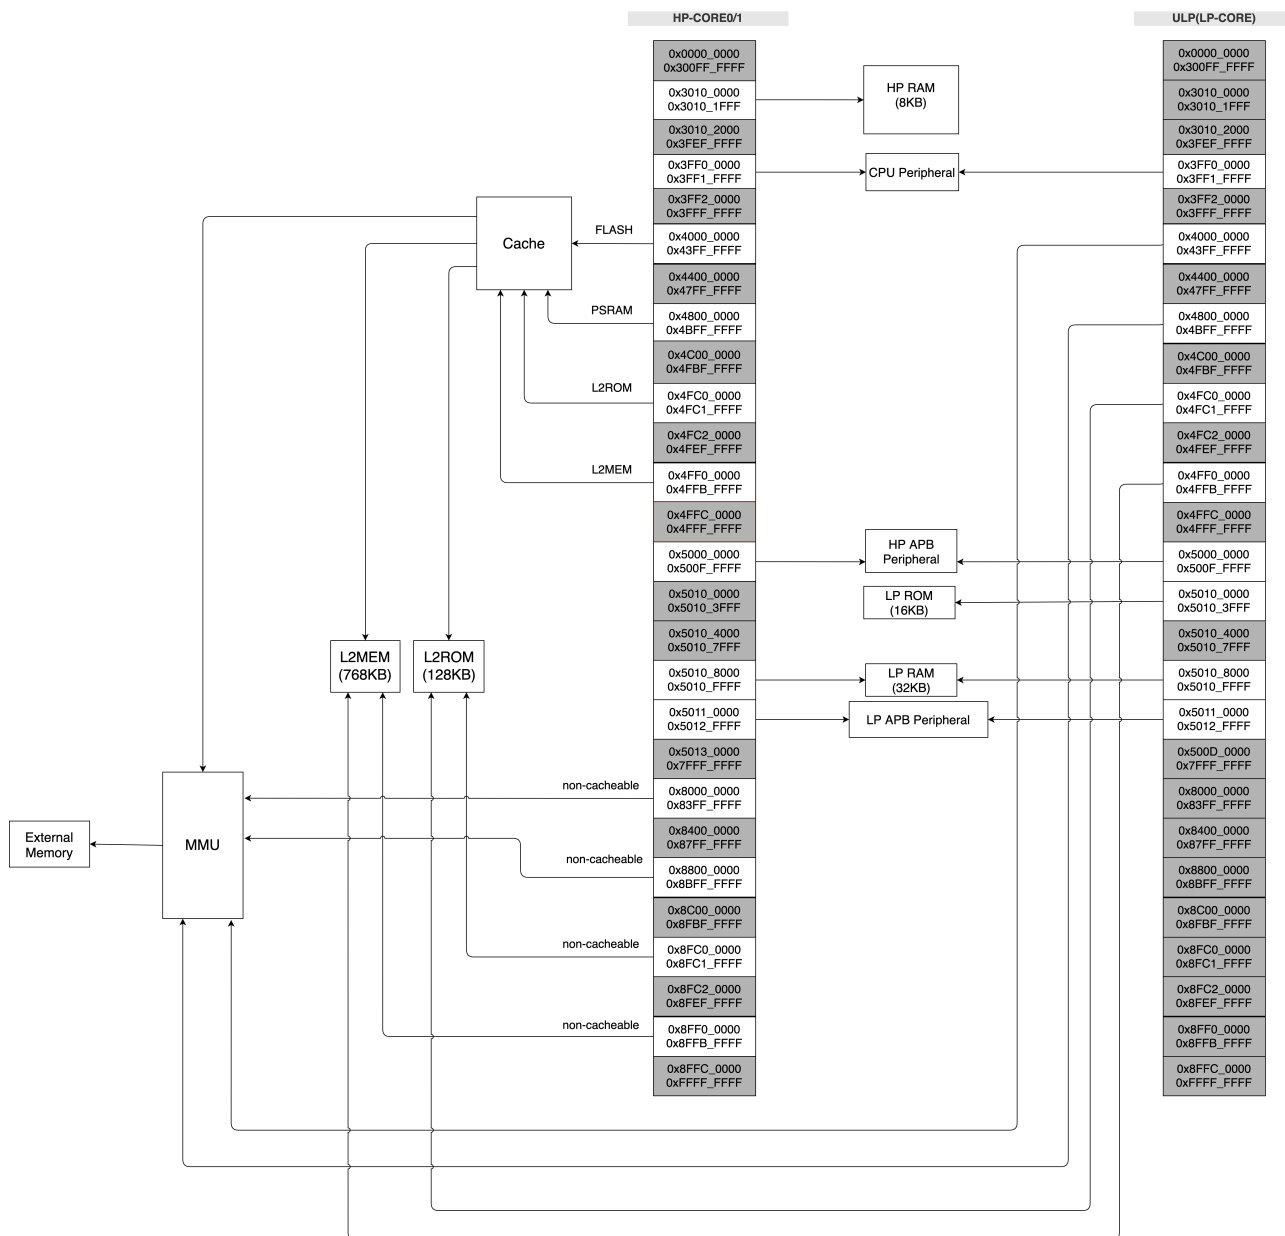 HP-CORE0/1
0x0000_0000
0x300FF_FFFF
0x3010_0000
0x3010_1FFF
0x3010_2000
0x3FEF_FFFF
0x3FF0_0000
0x3FF1_FFFF
0x3FF2_0000
0x3FFF_FFFF
0x4000_0000
0x43FF_FFFF
0x4400_0000
0x47FF_FFFF
0x4800_0000
0x4BFF_FFFF
0x4C00_0000
0x4FBF_FFFF
0x4FC0_0000
0x4FC1_FFFF
0x4FC2_0000
0x4FEF_FFFF
0x4FF0_0000
0x4FFB_FFFF
0x4FFC_0000
0x4FFF_FFFF
0x5000_0000
0x500F_FFFF
0x5010_0000
0x5010_3FFF
0x5010_4000
0x5010_7FFF
0x5010_8000
0x5010_FFFF
0x5011_0000
0x5012_FFFF
0x5013_0000
0x7FFF_FFFF
0x8000_0000
0x83FF_FFFF
0x8400_0000
0x87FF_FFFF
0x8800_0000
0x8BFF_FFFF
0x8C00_0000
0x8FBF_FFFF
0x8FC0_0000
0x8FC1_FFFF
0x8FC2_0000
0x8FEF_FFFF
0x8FF0_0000
0x8FFB_FFFF
0x8FFC_0000
0xFFFF_FFFF
FLASH
PSRAM
L2ROM
L2MEM
non-cacheable
non-cacheable
non-cacheable
non-cacheable
Cache
L2MEM
(768KB)
L2ROM
(128KB)
MMU
External
Memory
HP RAM
(8KB)
CPU Peripheral
HP APB
Peripheral
LP ROM
(16KB)
LP RAM
(32KB)
LP APB Peripheral
ULP(LP-CORE)
0x0000_0000
0x300FF_FFFF
0x3010_0000
0x3010_1FFF
0x3010_2000
0x3FEF_FFFF
0x3FF0_0000
0x3FF1_FFFF
0x3FF2_0000
0x3FFF_FFFF
0x4000_0000
0x43FF_FFFF
0x4400_0000
0x47FF_FFFF
0x4800_0000
0x4BFF_FFFF
0x4C00_0000
0x4FBF_FFFF
0x4FC0_0000
0x4FC1_FFFF
0x4FC2_0000
0x4FEF_FFFF
0x4FF0_0000
0x4FFB_FFFF
0x4FFC_0000
0x4FFF_FFFF
0x5000_0000
0x500F_FFFF
0x5010_0000
0x5010_3FFF
0x5010_4000
0x5010_7FFF
0x5010_8000
0x5010_FFFF
0x5011_0000
0x5012_FFFF
0x500D_0000
0x7FFF_FFFF
0x8000_0000
0x83FF_FFFF
0x8400_0000
0x87FF_FFFF
0x8800_0000
0x8BFF_FFFF
0x8C00_0000
0x8FBF_FFFF
0x8FC0_0000
0x8FC1_FFFF
0x8FC2_0000
0x8FEF_FFFF
0x8FF0_0000
0x8FFB_FFFF
0x8FFC_0000
0xFFFF_FFFF